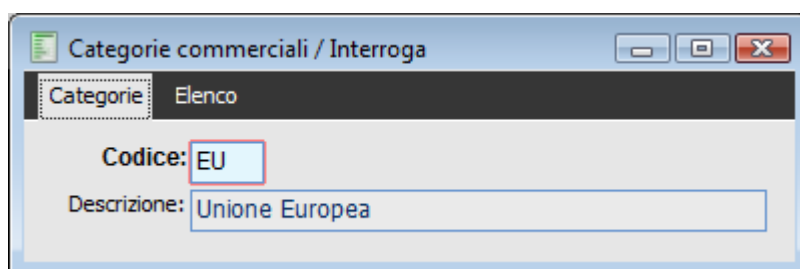 Categorie commerciali / Interroga
Categorie Elenco
Codice: EU
Descrizione: Unione Europea